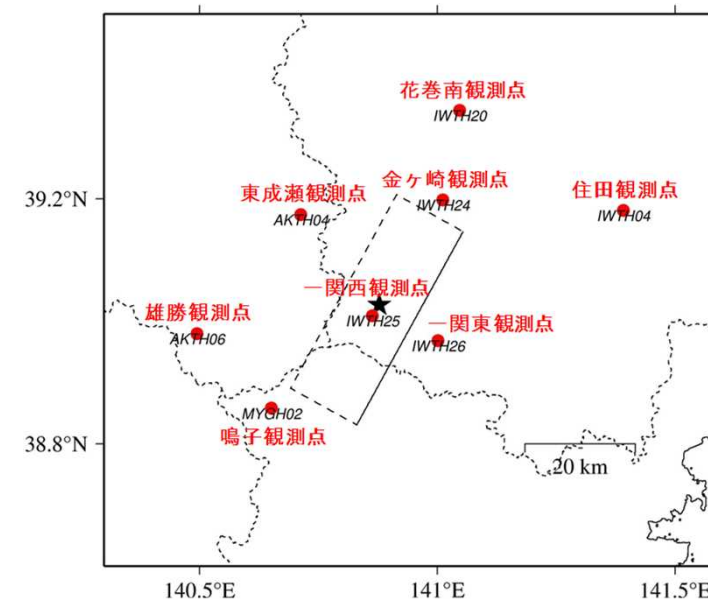 花巻南観測点
IWTH20
39.2°N
東成瀬観測点
AKTH04
金ケ崎観測点
IWTH24
住田観測点
IWTH04
一関西観測点
IWTH25
一関東観測点
IWTH26
雄勝観測点
AKTH06
MYGH02
鳴子観測点
38.8°N
20 km
140.5°E
141°E
141.5°E